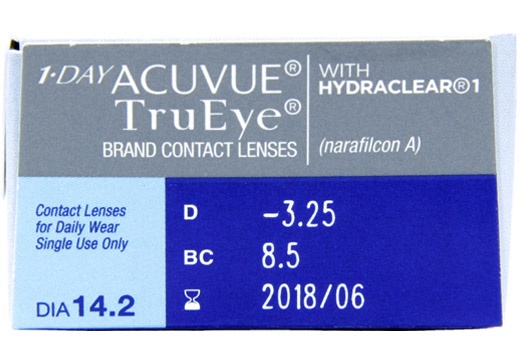 1·DAY ACUVUE®
TruEye®
BRAND CONTACT LENSES
WITH
HYDRACLEAR®1
(narafilcon A)
Contact Lenses
for Daily Wear
Single Use Only
DIA 14.2
D -3.25
BC 8.5
⌛ 2018/06